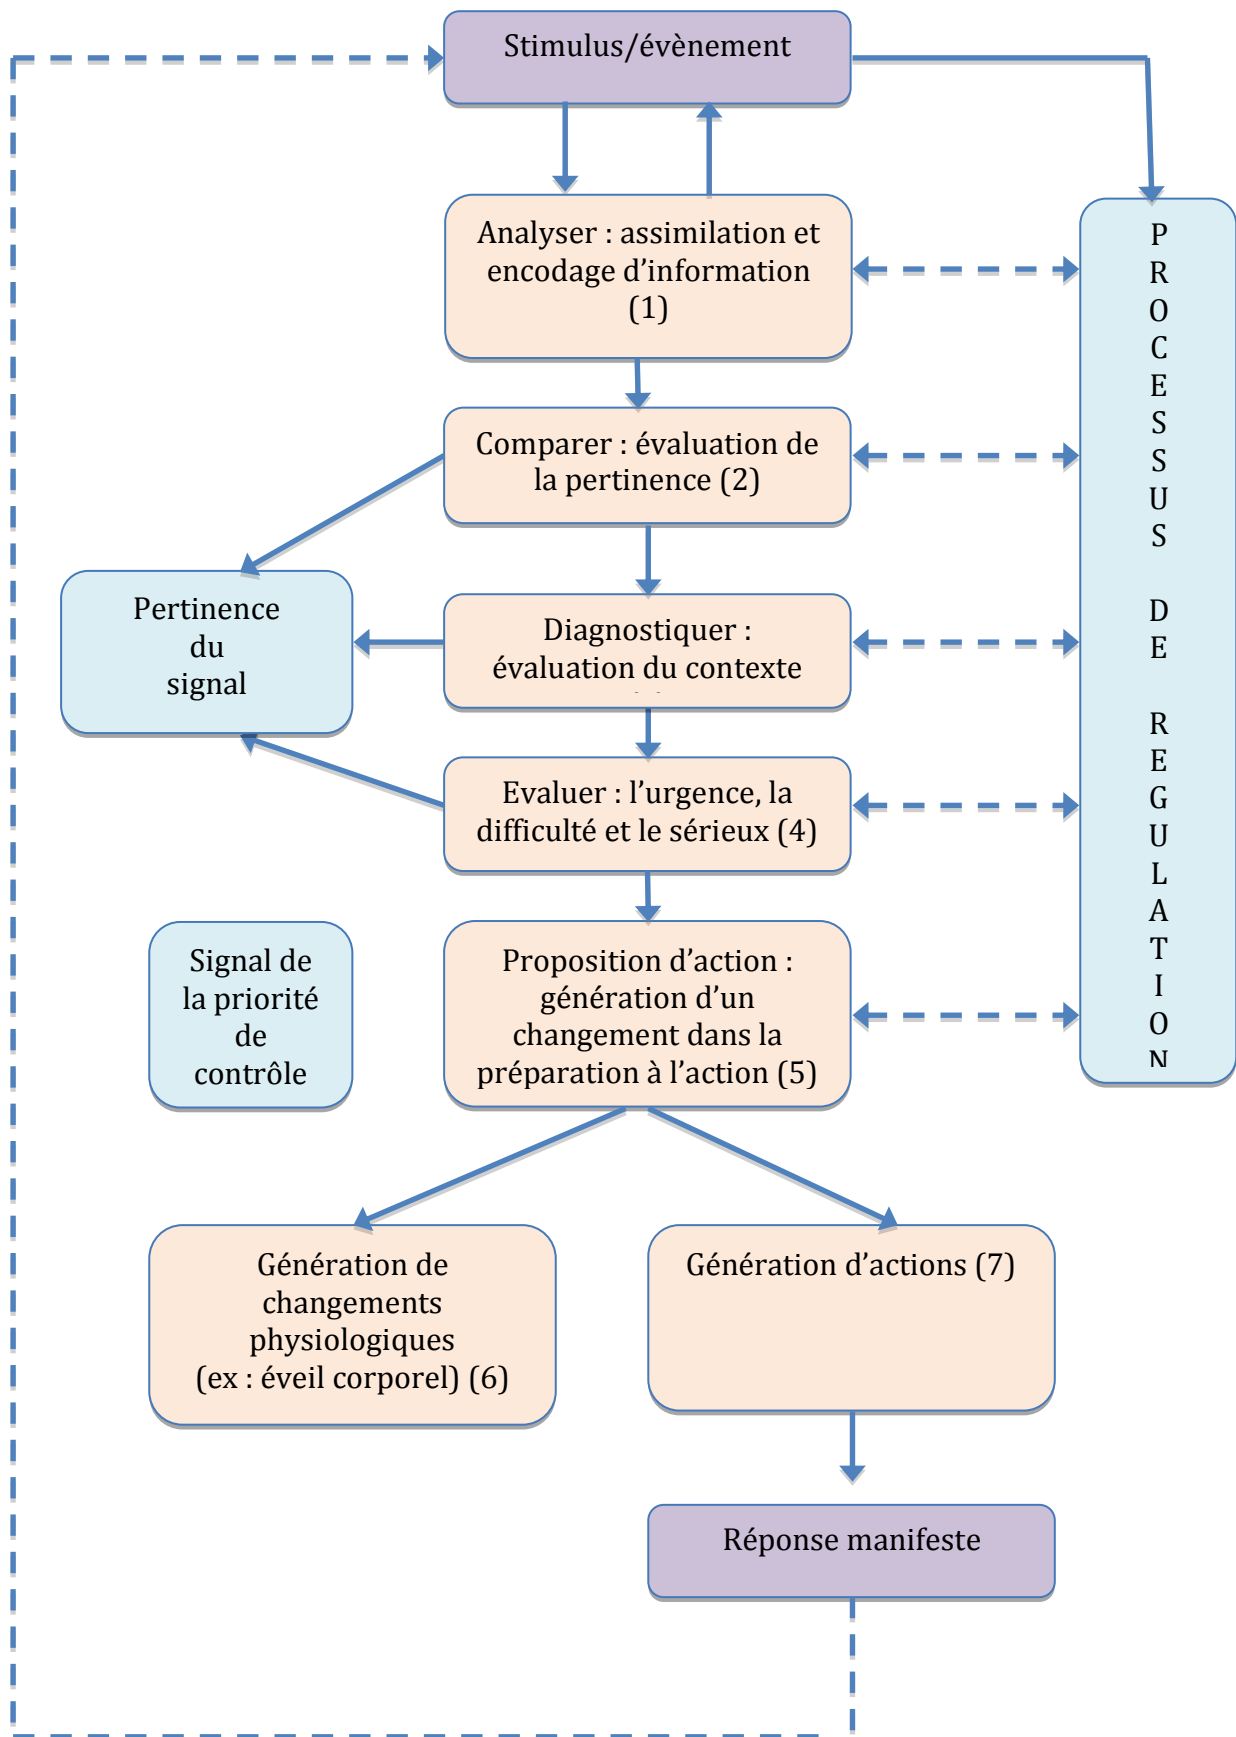 Stimulus/évènement
Analyser : assimilation et
encodage d’information
(1)
Comparer : évaluation de
la pertinence (2)
Pertinence
du
signal
Diagnostiquer :
évaluation du contexte
Evaluer : l’urgence, la
difficulté et le sérieux (4)
Signal de
la priorité
de
contrôle
Proposition d’action :
génération d’un
changement dans la
préparation à l’action (5)
P
R
O
C
E
S
S
U
S
D
E
R
E
G
U
L
A
T
I
O
N
Génération de
changements
physiologiques
(ex : éveil corporel) (6)
Génération d’actions (7)
Réponse manifeste